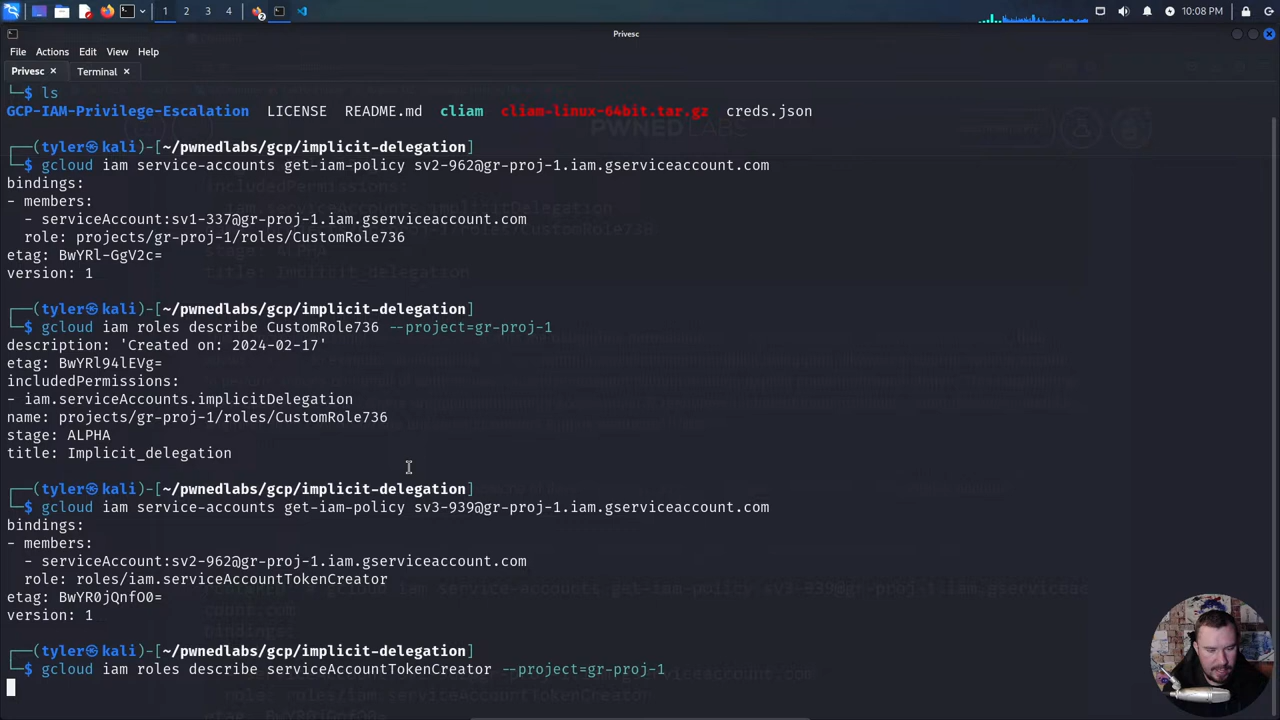 10:08 PM
1 2 3 4
Privesc
File Actions Edit View Help
Privesc Terminal
└─$ ls
GCP-IAM-Privilege-Escalation LICENSE README.md cliam cliam-linux-64bit.tar.gz creds.json
┌──(tyler㉿kali)-[~/pwnedlabs/gcp/implicit-delegation]
└─$ gcloud iam service-accounts get-iam-policy sv2-962@gr-proj-1.iam.gserviceaccount.com
bindings:
- members:
  - serviceAccount:sv1-337@gr-proj-1.iam.gserviceaccount.com
  role: projects/gr-proj-1/roles/CustomRole736
etag: BwYRl-GgV2c=
version: 1
┌──(tyler㉿kali)-[~/pwnedlabs/gcp/implicit-delegation]
└─$ gcloud iam roles describe CustomRole736 --project=gr-proj-1
description: 'Created on: 2024-02-17'
etag: BwYRl94lEVg=
includedPermissions:
- iam.serviceAccounts.implicitDelegation
name: projects/gr-proj-1/roles/CustomRole736
stage: ALPHA
title: Implicit_delegation
┌──(tyler㉿kali)-[~/pwnedlabs/gcp/implicit-delegation]
└─$ gcloud iam service-accounts get-iam-policy sv3-939@gr-proj-1.iam.gserviceaccount.com
bindings:
- members:
  - serviceAccount:sv2-962@gr-proj-1.iam.gserviceaccount.com
  role: roles/iam.serviceAccountTokenCreator
etag: BwYR0jQnfO0=
version: 1
┌──(tyler㉿kali)-[~/pwnedlabs/gcp/implicit-delegation]
└─$ gcloud iam roles describe serviceAccountTokenCreator --project=gr-proj-1